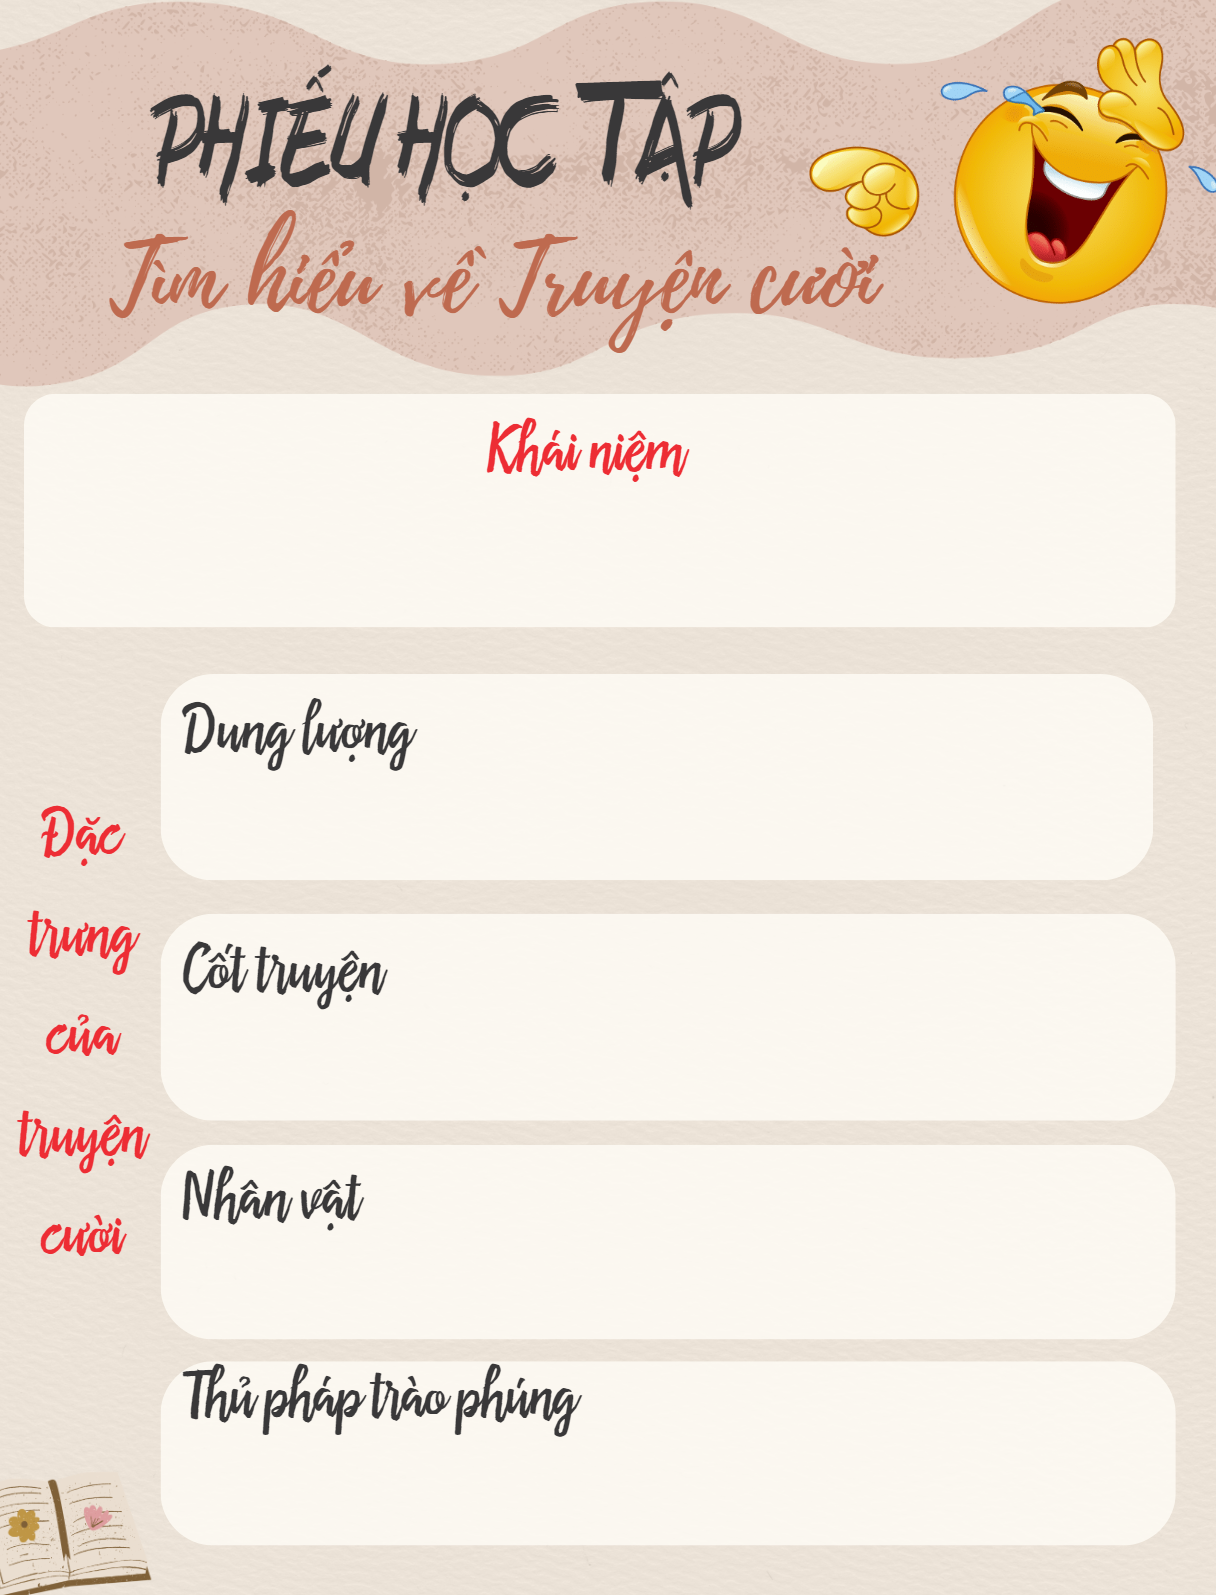 PHIẾU HỌC TẬP
Tìm hiểu về Truyện cười
Khái niệm
Dung lượng
Đặc
trưng
của
truyện
cười
Cốt truyện
Nhân vật
Thủ pháp trào phúng